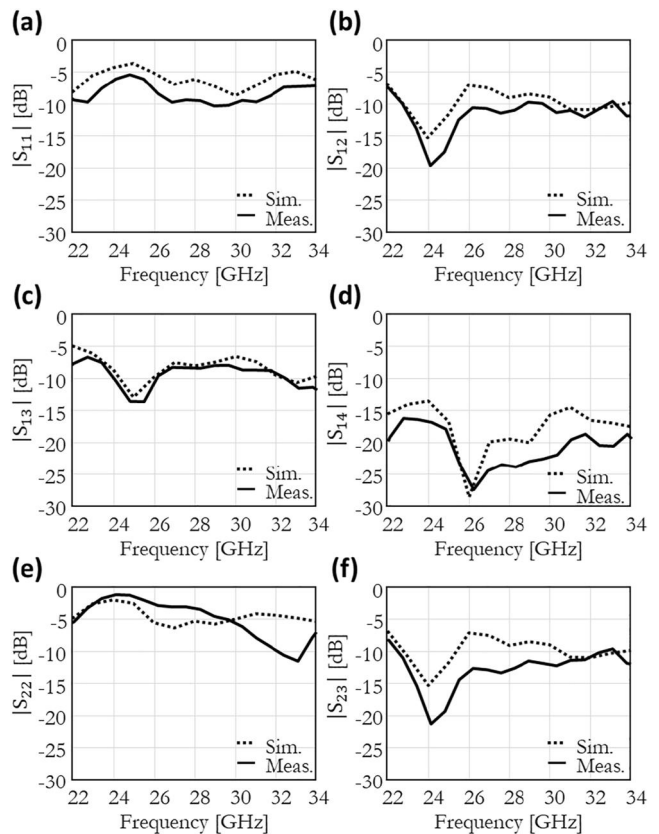 (a)
0
-5
-10
-15
-20
-25
-30
|S11| [dB]
Sim.
Meas.
22 24 26 28 30 32 34
Frequency [GHz]
(b)
0
-5
-10
-15
-20
-25
-30
|S12| [dB]
Sim.
Meas.
22 24 26 28 30 32 34
Frequency [GHz]
(c)
0
-5
-10
-15
-20
-25
-30
|S13| [dB]
Sim.
Meas.
22 24 26 28 30 32 34
Frequency [GHz]
(d)
0
-5
-10
-15
-20
-25
-30
|S14| [dB]
Sim.
Meas.
22 24 26 28 30 32 34
Frequency [GHz]
(e)
0
-5
-10
-15
-20
-25
-30
|S22| [dB]
Sim.
Meas.
22 24 26 28 30 32 34
Frequency [GHz]
(f)
0
-5
-10
-15
-20
-25
-30
|S23| [dB]
Sim.
Meas.
22 24 26 28 30 32 34
Frequency [GHz]